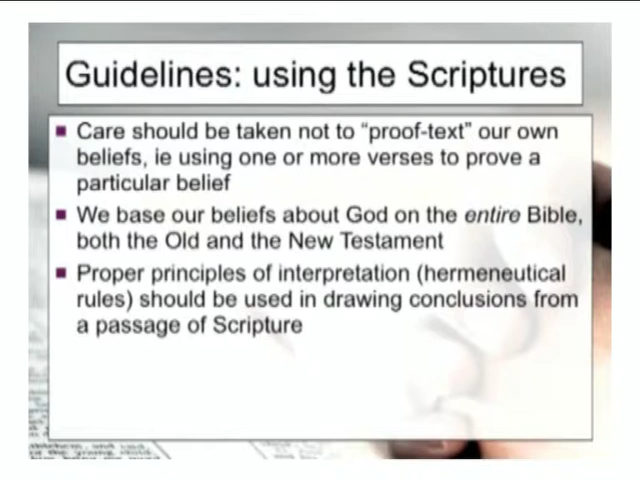 Guidelines: using the Scriptures
Care should be taken not to “proof-text” our own
beliefs, ie using one or more verses to prove a
particular belief
We base our beliefs about God on the entire Bible,
both the Old and the New Testament
Proper principles of interpretation (hermeneutical
rules) should be used in drawing conclusions from
a passage of Scripture